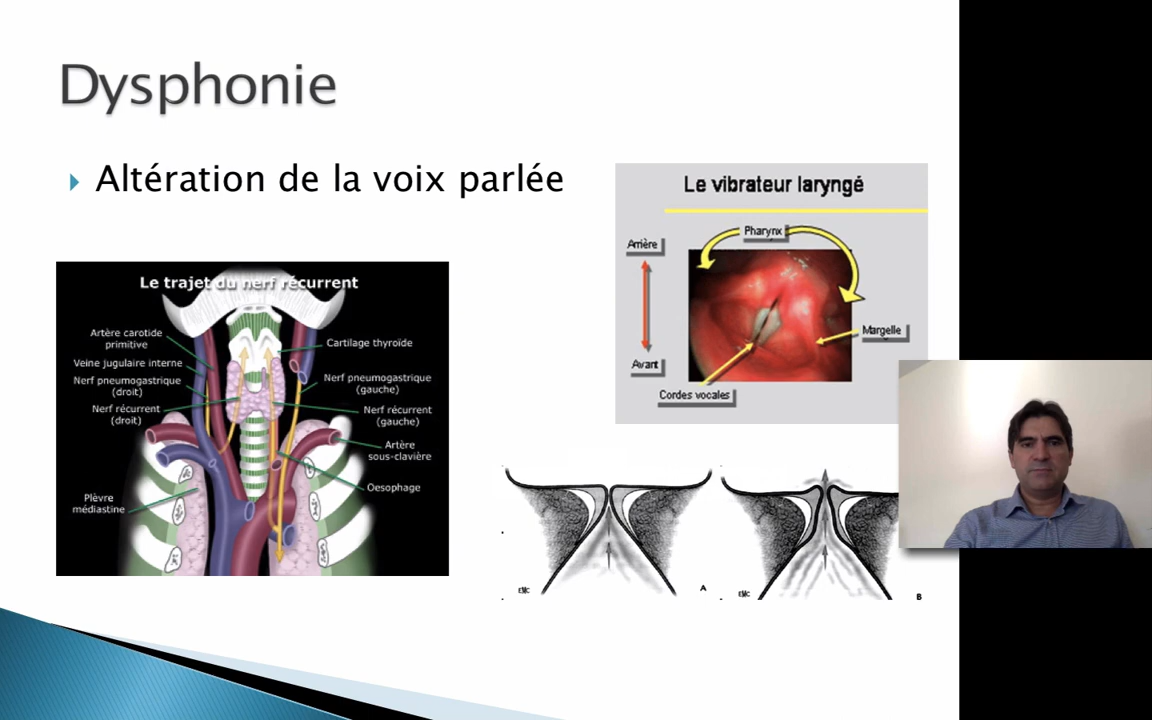 Dysphonie
Altération de la voix parlée
Le trajet du nerf récurrent
Artère carotide
primitive
Veine jugulaire interne
Nerf pneumogastrique
(droit)
Nerf récurrent
(droit)
Plèvre
médiastine
Cartilage thyroïde
Nerf pneumogastrique
(gauche)
Nerf récurrent
(gauche)
Artère
sous-clavière
Oesophage
Le vibrateur laryngé
Pharynx
Arrière
Margelle
Avant
Cordes vocales
EMC
A
EMC
B